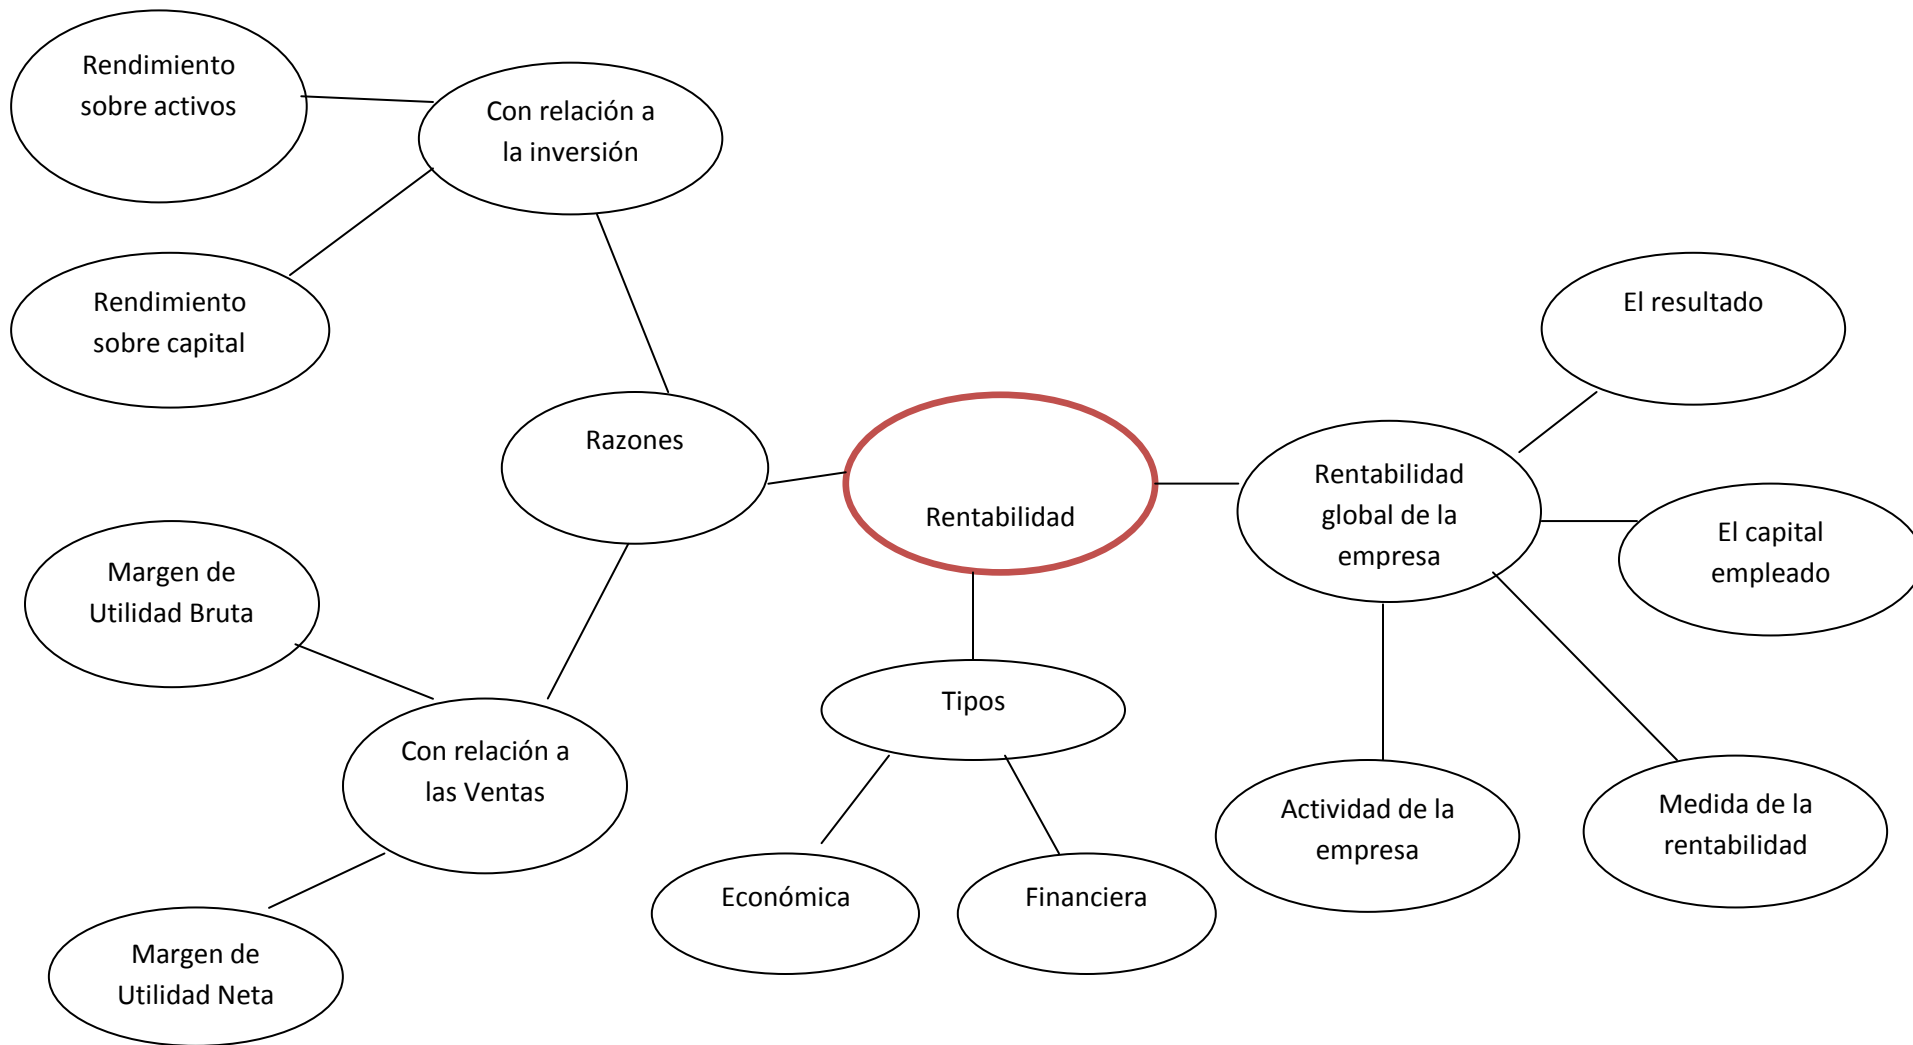 Rendimiento
sobre activos
Con relación a
la inversión
Rendimiento
sobre capital
El resultado
Razones
Rentabilidad
Rentabilidad
global de la
empresa
El capital
empleado
Margen de
Utilidad Bruta
Tipos
Con relación a
las Ventas
Actividad de la
empresa
Medida de la
rentabilidad
Económica
Financiera
Margen de
Utilidad Neta